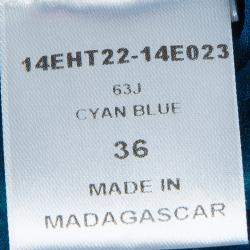 14EHT22-14E023
63J
CYAN BLUE
36
MADE IN
MADAGASCAR